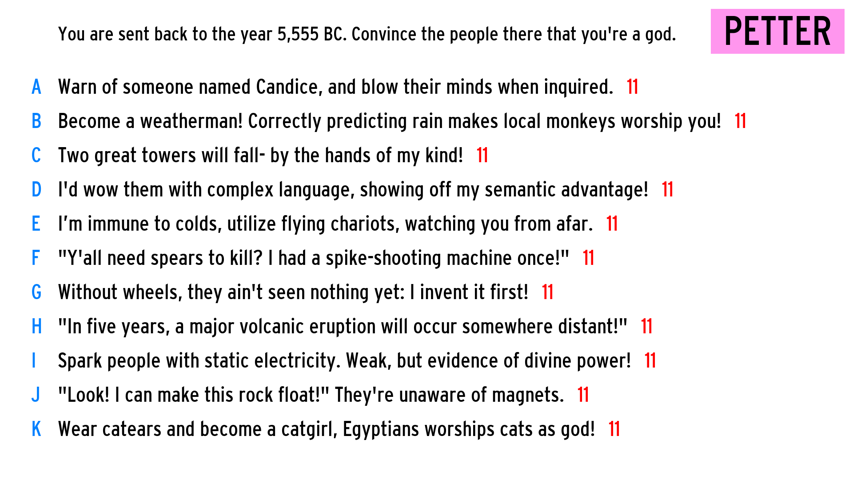 You are sent back to the year 5,555 BC. Convince the people there that you're a god.
PETTER
A Warn of someone named Candice, and blow their minds when inquired. 11
B Become a weatherman! Correctly predicting rain makes local monkeys worship you! 11
C Two great towers will fall- by the hands of my kind! 11
D I'd wow them with complex language, showing off my semantic advantage! 11
E I’m immune to colds, utilize flying chariots, watching you from afar. 11
F "Y'all need spears to kill? I had a spike-shooting machine once!" 11
G Without wheels, they ain't seen nothing yet: I invent it first! 11
H "In five years, a major volcanic eruption will occur somewhere distant!" 11
I Spark people with static electricity. Weak, but evidence of divine power! 11
J "Look! I can make this rock float!" They're unaware of magnets. 11
K Wear catears and become a catgirl, Egyptians worships cats as god! 11